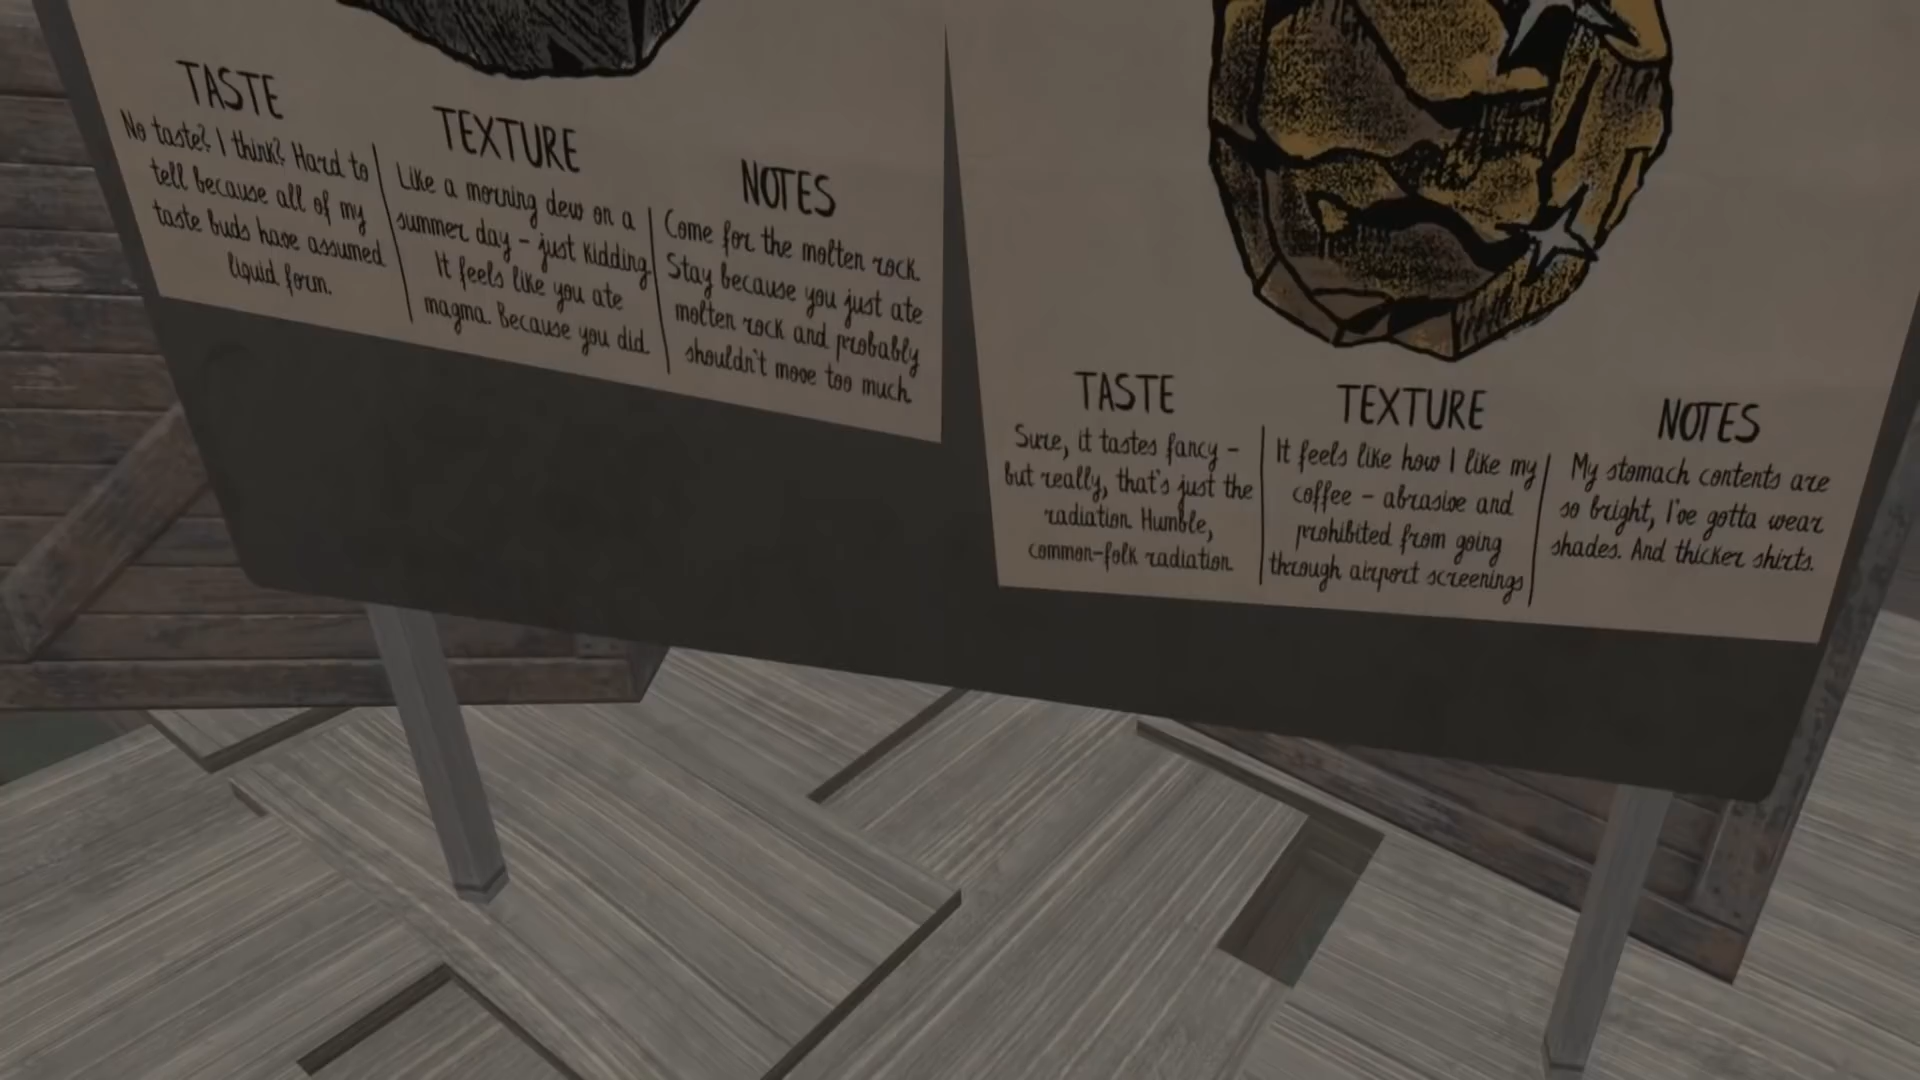 TASTE
No taste? I think? Hard to
tell because all of my
taste buds have assumed
liquid form.
TEXTURE
Like a morning dew on a
summer day - just kidding
It feels like you ate
magma. Because you did.
NOTES
Come for the molten rock.
Stay because you just ate
molten rock and probably
shouldn't move too much.
TASTE
Sure, it tastes fancy -
but really, that's just the
radiation. Humble,
common-folk radiation.
TEXTURE
It feels like how I like my
coffee - abrasive and
prohibited from going
through airport screenings
NOTES
My stomach contents are
so bright, I've gotta wear
shades. And thicker shirts.